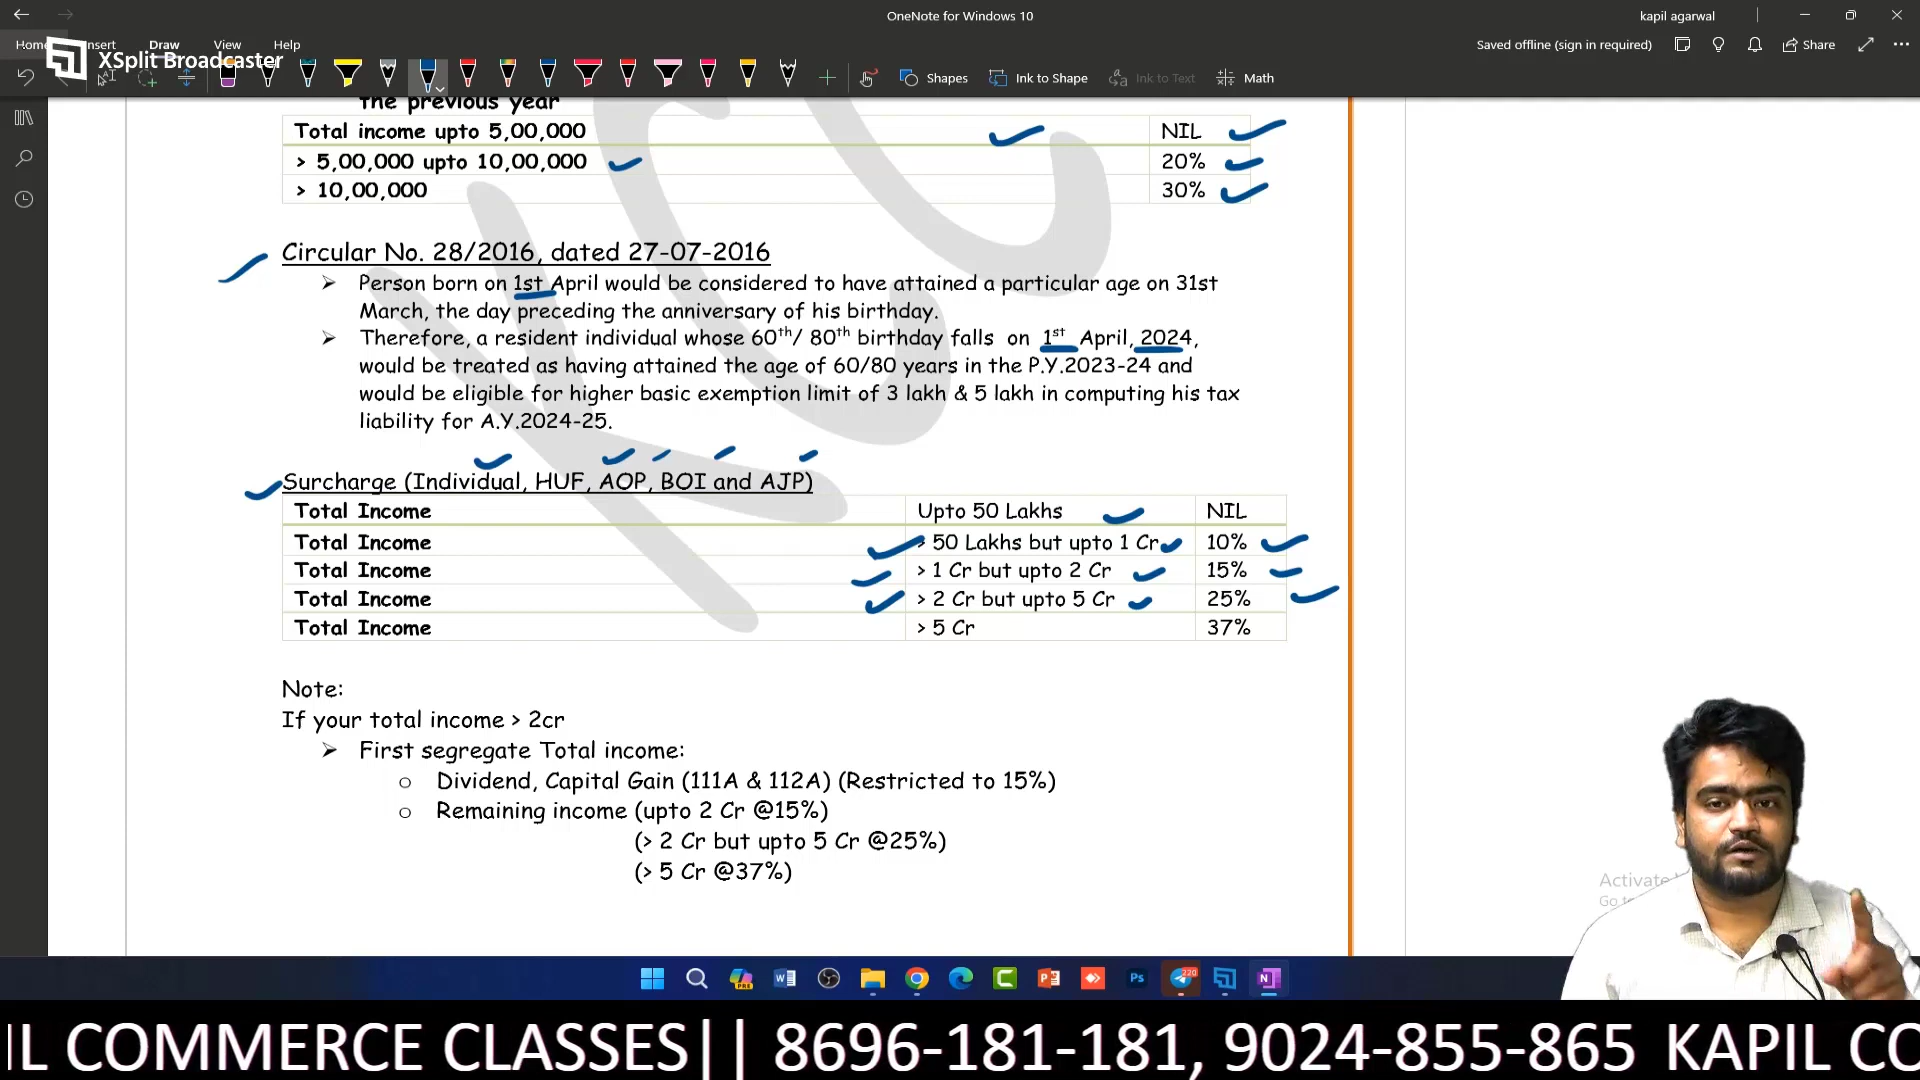 OneNote for Windows 10
kapil agarwal
Home Insert Draw View Help
Saved offline (sign in required)
Share
XSplit Broadcaster
Shapes
Ink to Shape
Ink to Text
Math
the previous year
Total income upto 5,00,000 NIL
> 5,00,000 upto 10,00,000 20%
> 10,00,000 30%
Circular No. 28/2016, dated 27-07-2016
Person born on 1st April would be considered to have attained a particular age on 31st
March, the day preceding the anniversary of his birthday.
Therefore, a resident individual whose 60th/ 80th birthday falls on 1st April, 2024,
would be treated as having attained the age of 60/80 years in the P.Y.2023-24 and
would be eligible for higher basic exemption limit of 3 lakh & 5 lakh in computing his tax
liability for A.Y.2024-25.
Surcharge (Individual, HUF, AOP, BOI and AJP)
Total Income Upto 50 Lakhs NIL
Total Income > 50 Lakhs but upto 1 Cr 10%
Total Income > 1 Cr but upto 2 Cr 15%
Total Income > 2 Cr but upto 5 Cr 25%
Total Income > 5 Cr 37%
Note:
If your total income > 2cr
First segregate Total income:
o Dividend, Capital Gain (111A & 112A) (Restricted to 15%)
o Remaining income (upto 2 Cr @15%)
(> 2 Cr but upto 5 Cr @25%)
(> 5 Cr @37%)
Activate
Go to
220
IL COMMERCE CLASSES|| 8696-181-181, 9024-855-865 KAPIL CO